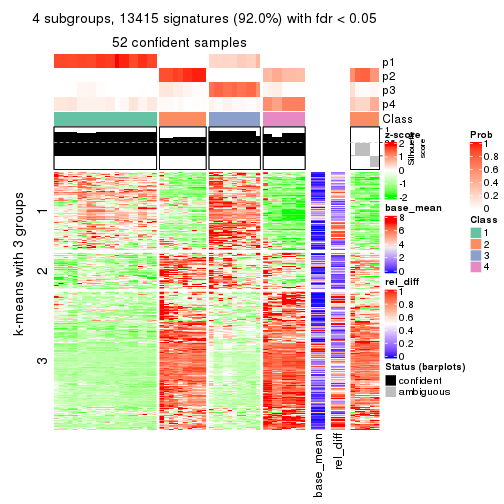 4 subgroups, 13415 signatures (92.0%) with fdr < 0.05
52 confident samples
p1
p2
p3
p4
Class
1
Silhouette
score
z-score
2
1
0
-1
-2
base_mean
8
6
4
2
0
rel_diff
1
0.8
0.6
0.4
0.2
0
Status (barplots)
confident
ambiguous
Prob
1
0.8
0.6
0.4
0.2
0
Class
1
2
3
4
k-means with 3 groups
1
2
3
base_mean
rel_diff